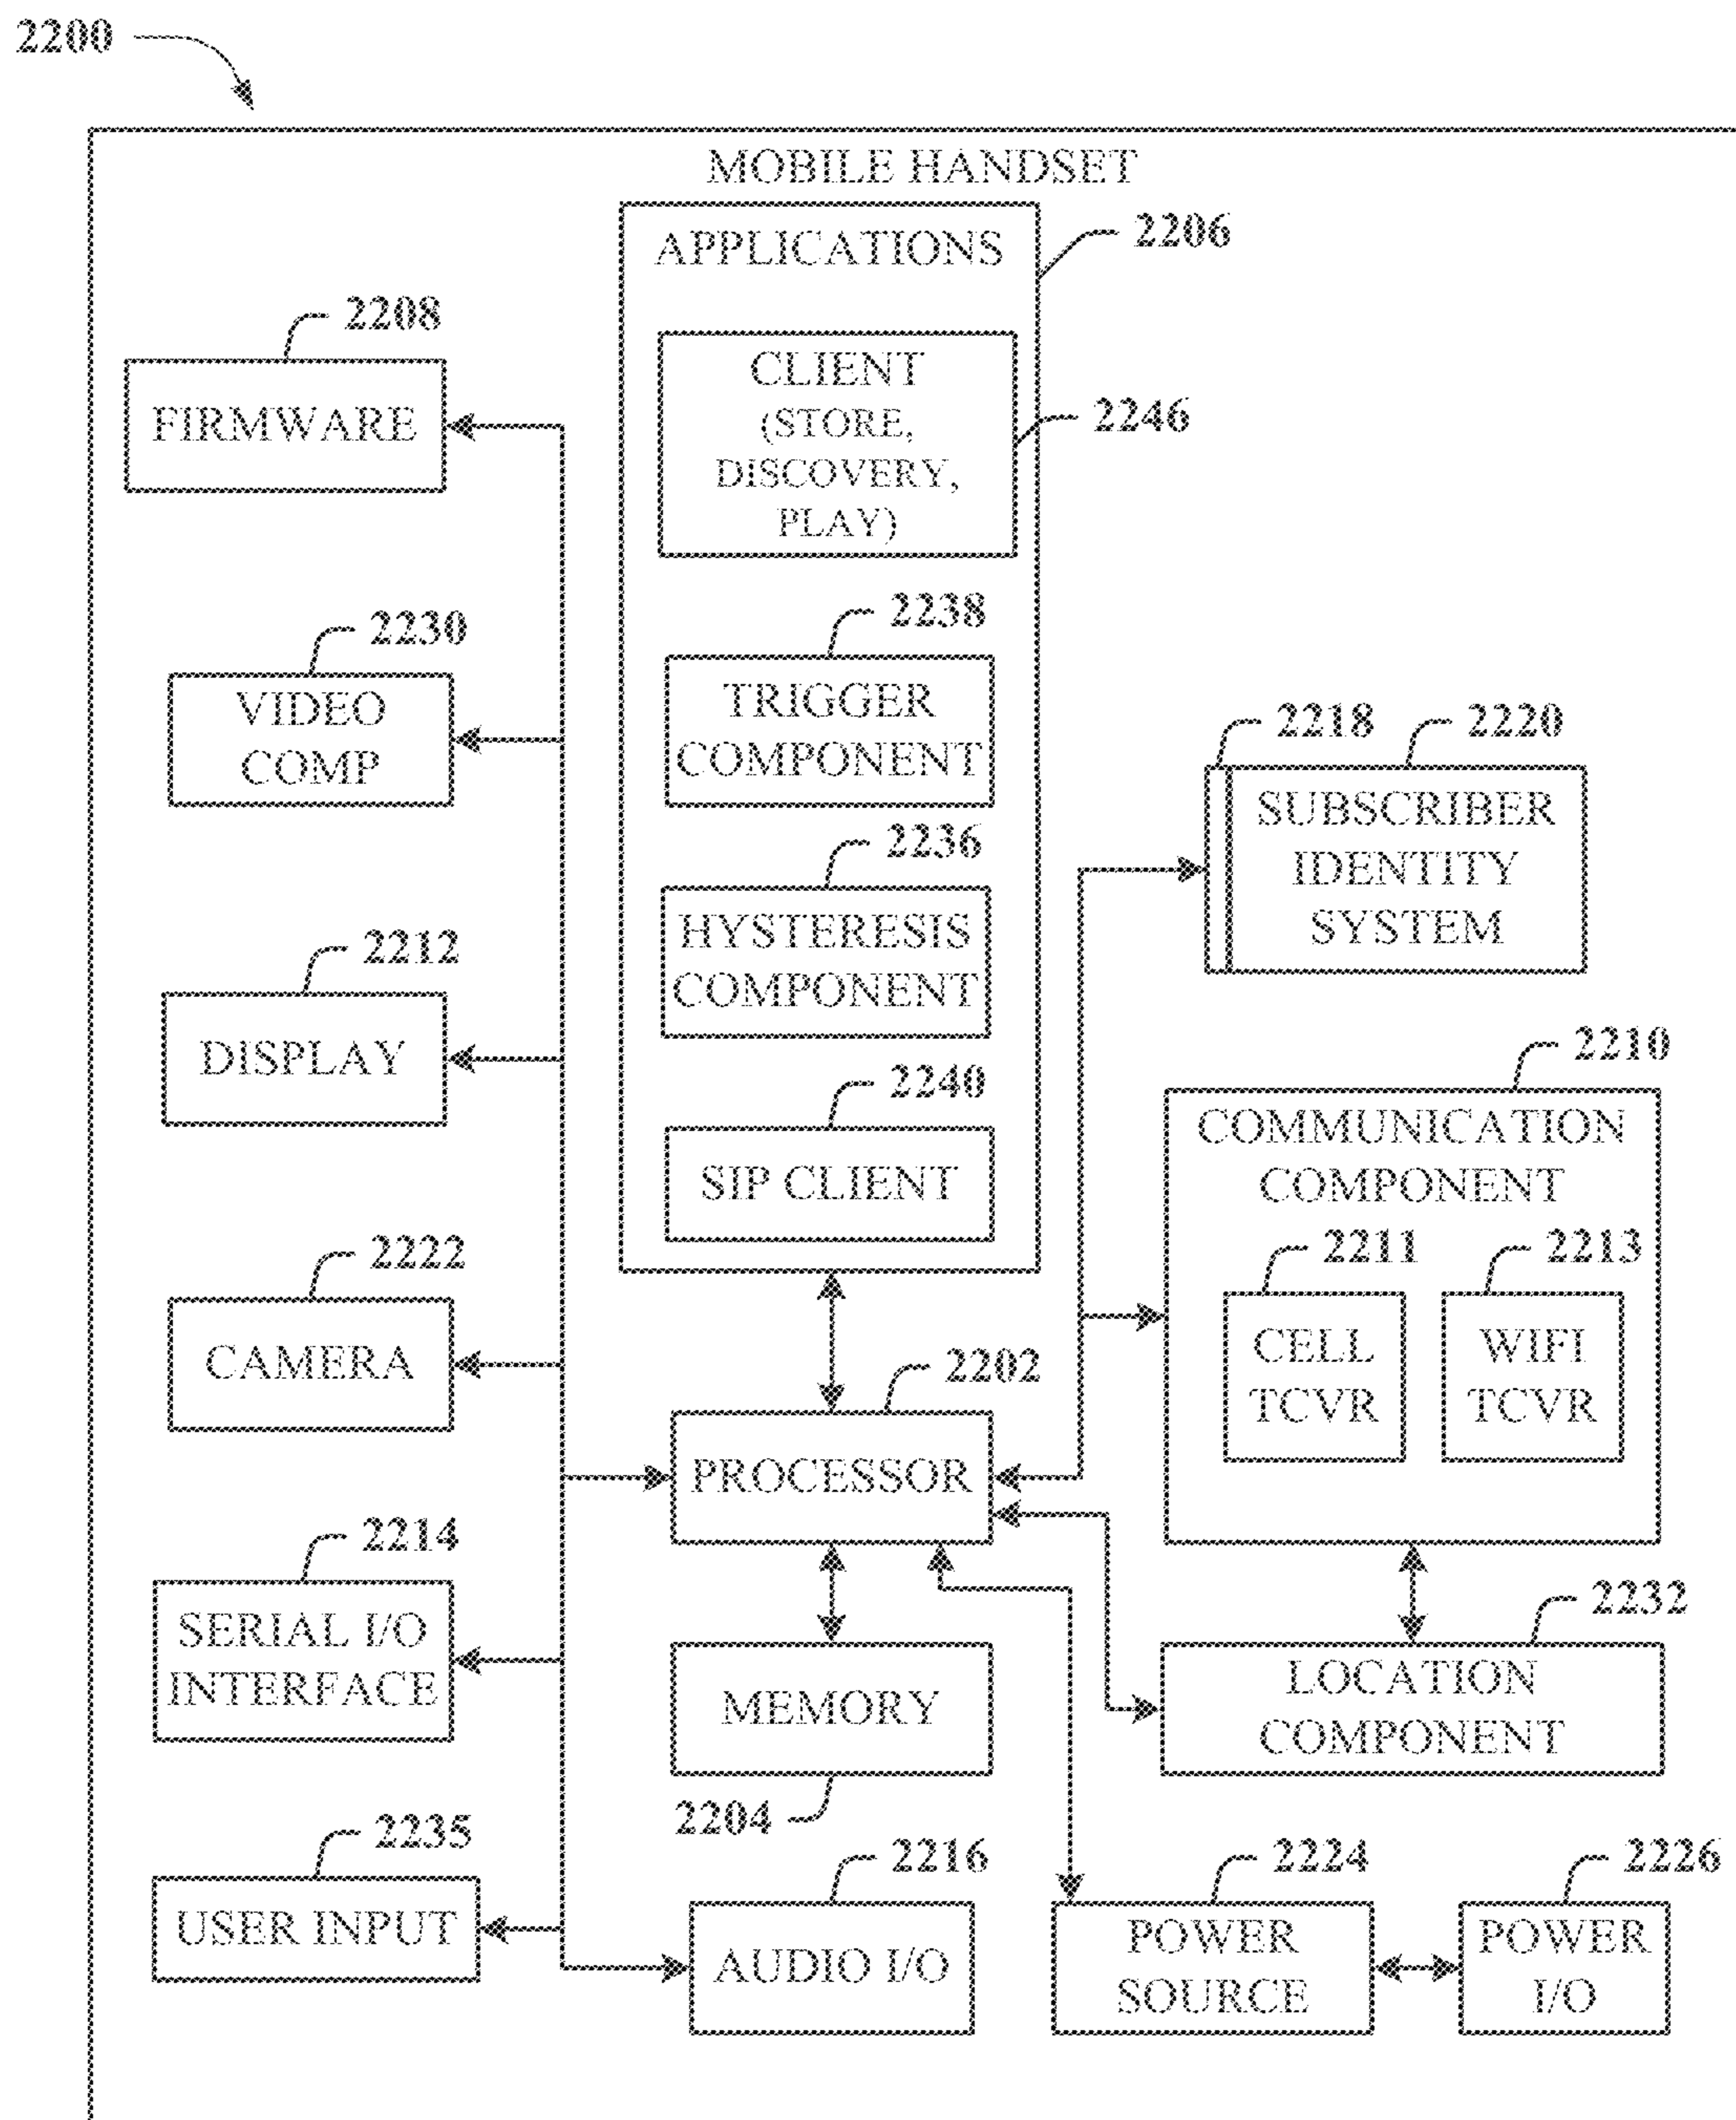 2200
MOBILE HANDSET
APPLICATIONS
2206
2208
FIRMWARE
CLIENT
(STORE,
DISCOVERY,
PLAY)
2246
2230
VIDEO
COMP
2238
TRIGGER
COMPONENT
2218
2220
SUBSCRIBER
IDENTITY
SYSTEM
2236
HYSTERESIS
COMPONENT
2212
DISPLAY
2240
SIP CLIENT
2210
COMMUNICATION
COMPONENT
2211
CELL
TCVR
2213
WIFI
TCVR
2222
CAMERA
2202
PROCESSOR
2214
SERIAL I/O
INTERFACE
MEMORY
2204
2232
LOCATION
COMPONENT
2235
USER INPUT
2216
AUDIO I/O
2224
POWER
SOURCE
2226
POWER
I/O